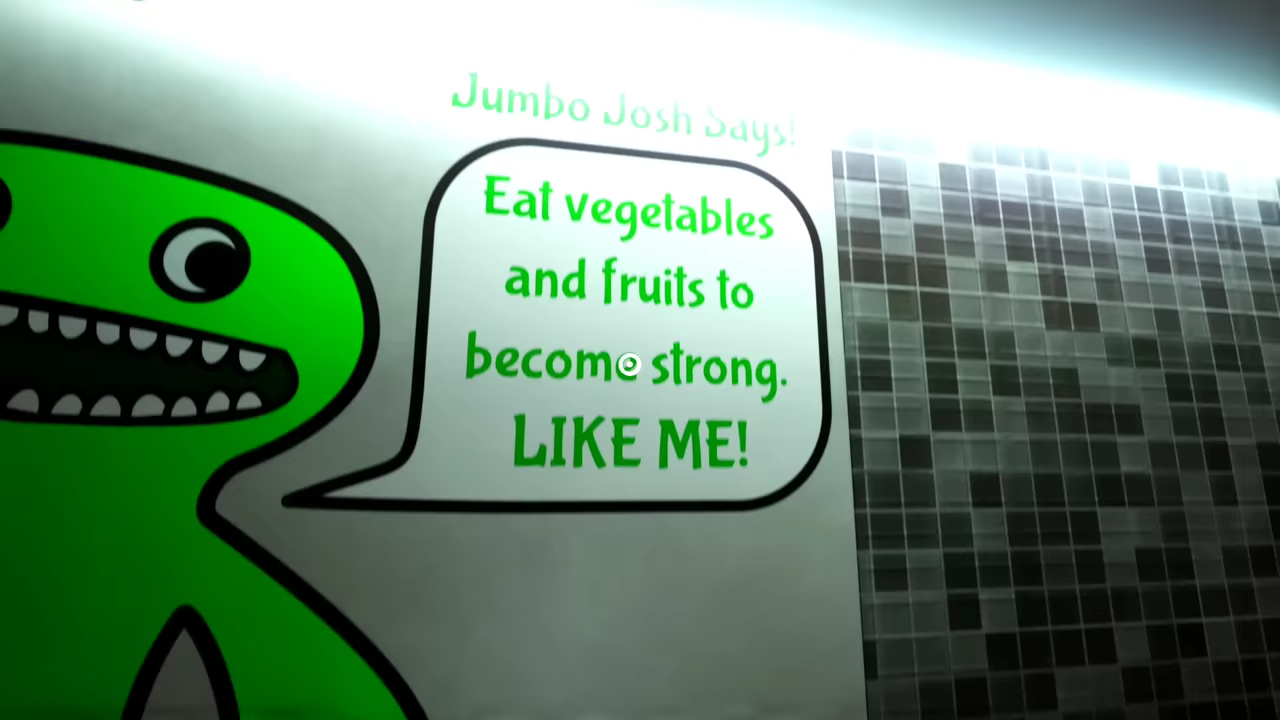 Jumbo Josh Says!
Eat vegetables
and fruits to
become strong.
LIKE ME!